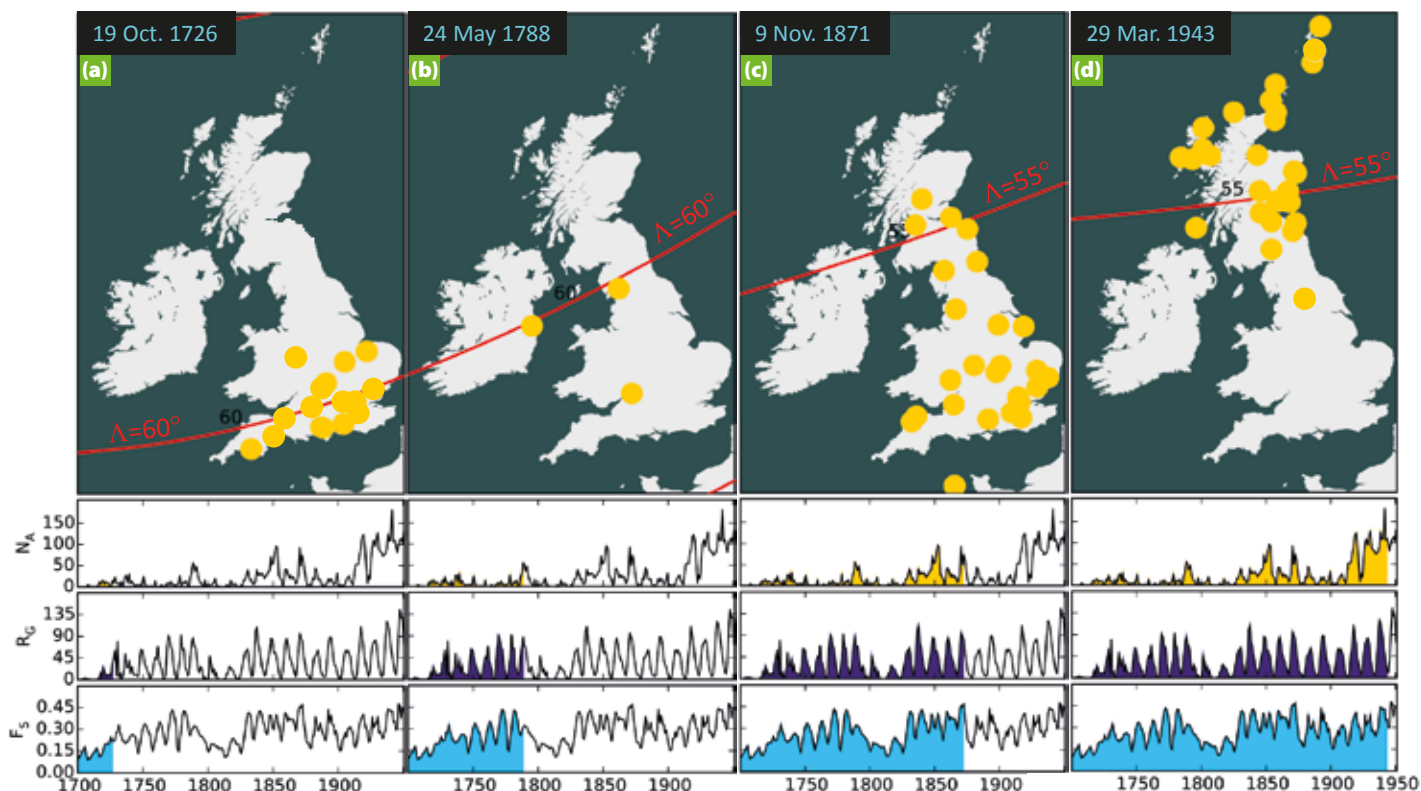 19 Oct. 1726
24 May 1788
9 Nov. 1871
29 Mar. 1943
(a)
(b)
(c)
(d)
Λ=60°
60
Λ=60°
60
Λ=55°
Λ=55°
55
N_A
150
100
50
0
R_G
135
90
45
0
F_S
0.45
0.30
0.15
0.00
1700 1750 1800 1850 1900 1750 1800 1850 1900 1750 1800 1850 1900 1750 1800 1850 1900 1950